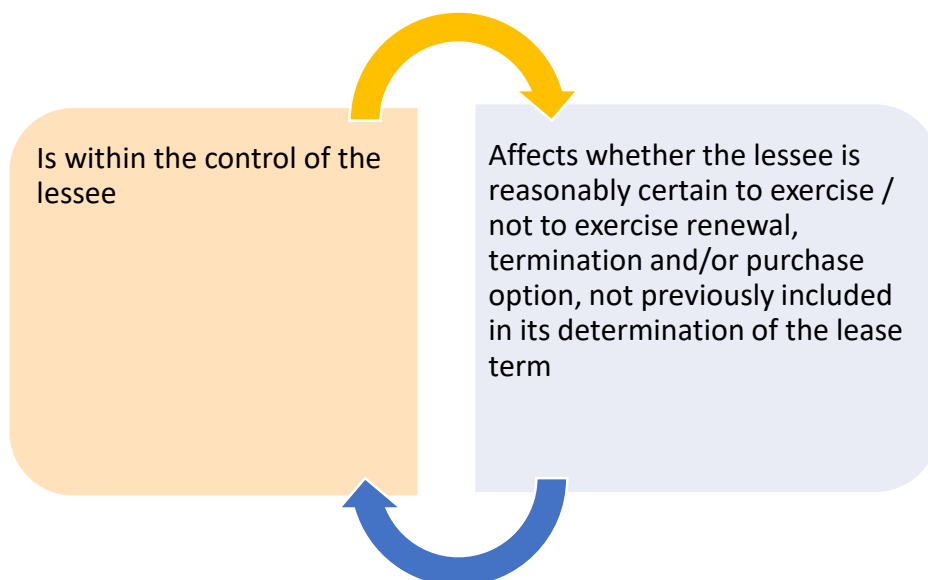 Is within the control of the
lessee
Affects whether the lessee is
reasonably certain to exercise /
not to exercise renewal,
termination and/or purchase
option, not previously included
in its determination of the lease
term